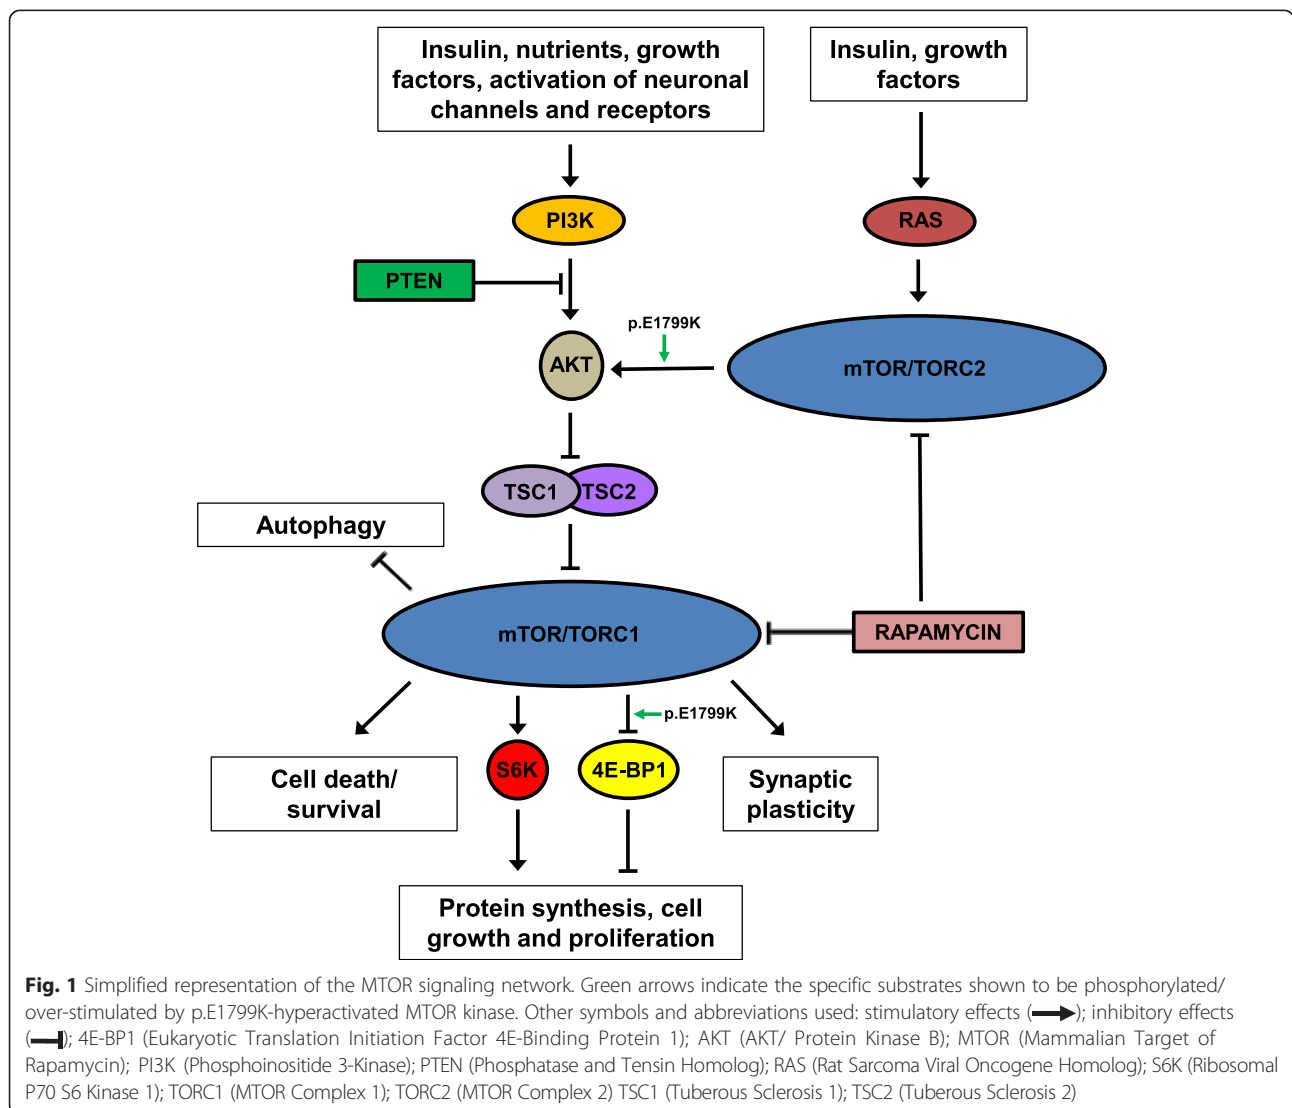 Insulin, nutrients, growth
factors, activation of neuronal
channels and receptors
Insulin, growth
factors
PI3K
RAS
PTEN
p.E1799K
AKT
mTOR/TORC2
TSC1
TSC2
Autophagy
mTOR/TORC1
RAPAMYCIN
p.E1799K
Cell death/
survival
S6K
4E-BP1
Synaptic
plasticity
Protein synthesis, cell
growth and proliferation
Fig. 1 Simplified representation of the MTOR signaling network. Green arrows indicate the specific substrates shown to be phosphorylated/
over-stimulated by p.E1799K-hyperactivated MTOR kinase. Other symbols and abbreviations used: stimulatory effects (); inhibitory effects
(); 4E-BP1 (Eukaryotic Translation Initiation Factor 4E-Binding Protein 1); AKT (AKT/ Protein Kinase B); MTOR (Mammalian Target of
Rapamycin); PI3K (Phosphoinositide 3-Kinase); PTEN (Phosphatase and Tensin Homolog); RAS (Rat Sarcoma Viral Oncogene Homolog); S6K (Ribosomal
P70 S6 Kinase 1); TORC1 (MTOR Complex 1); TORC2 (MTOR Complex 2) TSC1 (Tuberous Sclerosis 1); TSC2 (Tuberous Sclerosis 2)